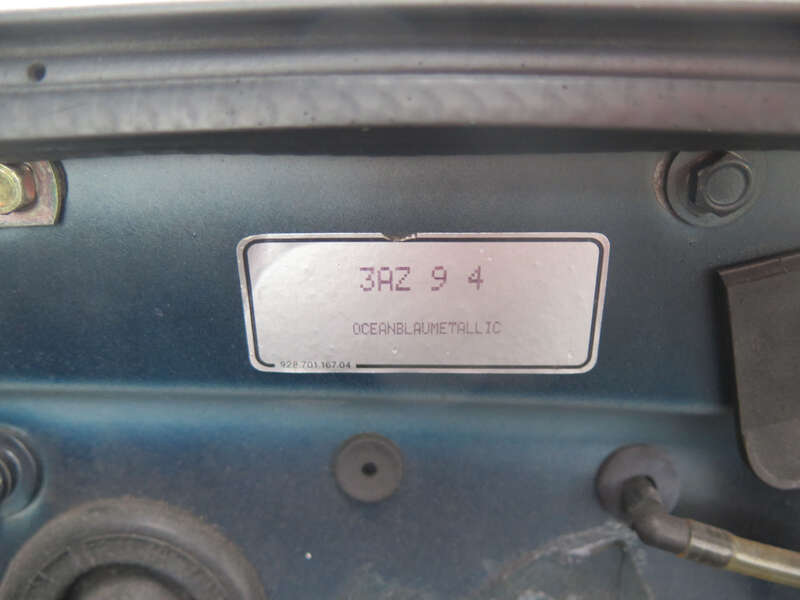 3AZ 9 4
OCEANBLAUMETALLIC
928.701.167.04